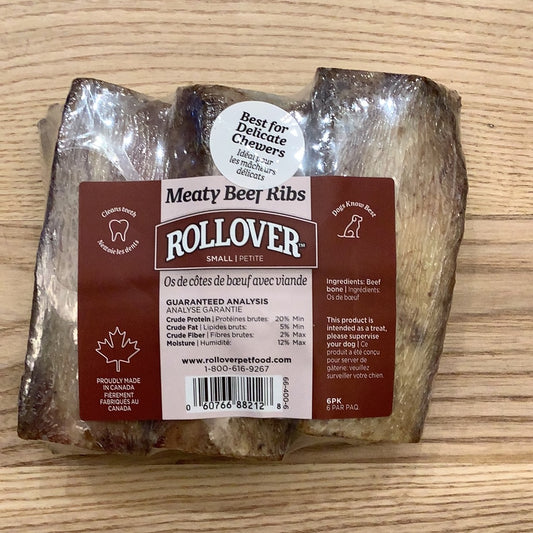 Best for
Delicate
Chewers
Idéal pour
les mâcheurs
délicats
Meaty Beef Ribs
Cleans teeth
Nettoie les dents
Dogs Know Best
ROLLOVER™
SMALL | PETITE
Os de côtes de bœuf avec viande
GUARANTEED ANALYSIS
ANALYSE GARANTIE
Crude Protein | Protéines brutes: 20% Min
Crude Fat | Lipides bruts: 5% Min
Crude Fiber | Fibres brutes: 2% Max
Moisture | Humidité: 12% Max
www.rolloverpetfood.com
1-800-616-9267
0 60766 88212 8
66-400-6
PROUDLY MADE
IN CANADA
FIÈREMENT
FABRIQUÉS AU
CANADA
Ingredients: Beef
bone | Ingrédients:
Os de bœuf
This product is
intended as a treat,
please supervise
your dog | Ce
produit a été conçu
pour servir de
gâterie, veuillez
surveiller votre chien.
6PK
6 PAR PAQ.